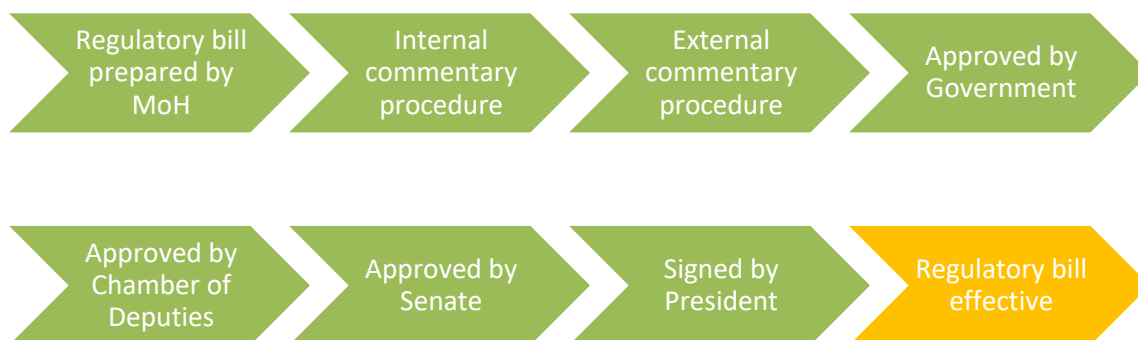 Regulatory bill
prepared by
MoH
Internal
commentary
procedure
External
commentary
procedure
Approved by
Government
Approved by
Chamber of
Deputies
Approved by
Senate
Signed by
President
Regulatory bill
effective